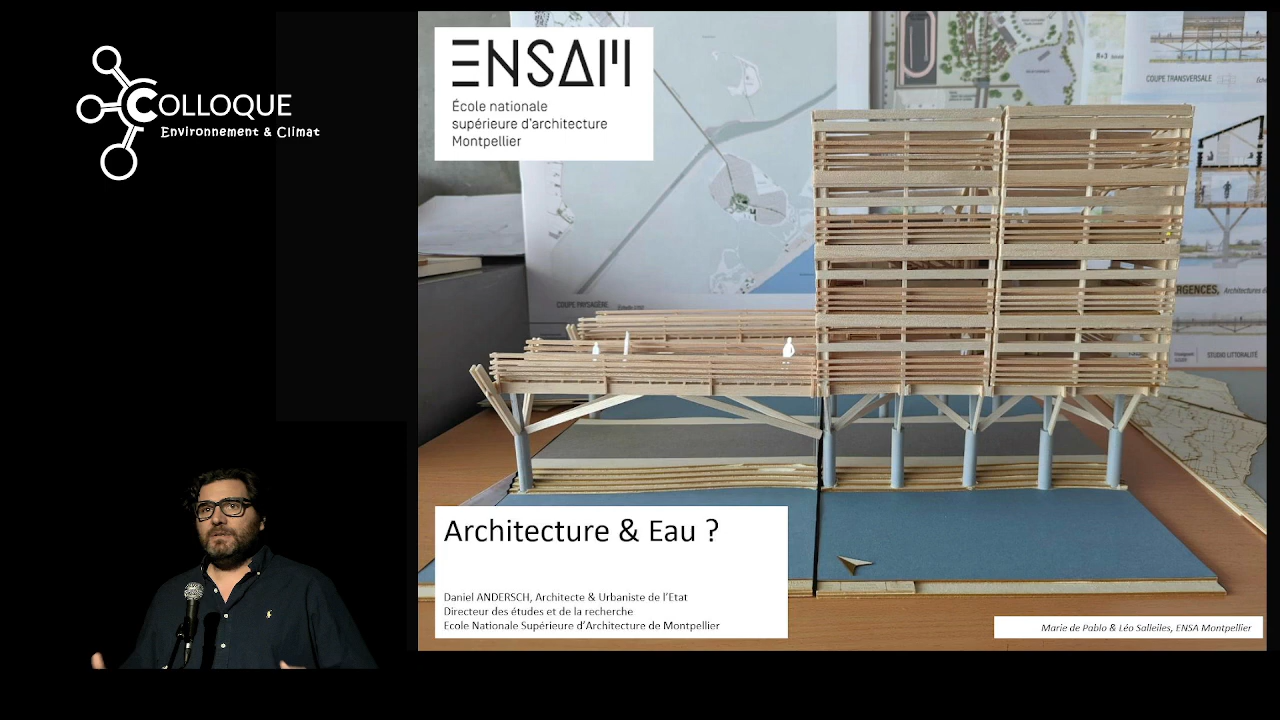 COLLOQUE
Environnement & Climat
ENSAM
École nationale
supérieure d'architecture
Montpellier
COUPE TRANSVERSALE
R+3
COUPE PAYSAGÈRE
RGENCES,
STUDIO LITTORALITÉ
Architecture & Eau ?
Daniel ANDERSCH, Architecte & Urbaniste de l'Etat
Directeur des études et de la recherche
Ecole Nationale Supérieure d'Architecture de Montpellier
Marie de Pablo & Léo Salleiles, ENSA Montpellier